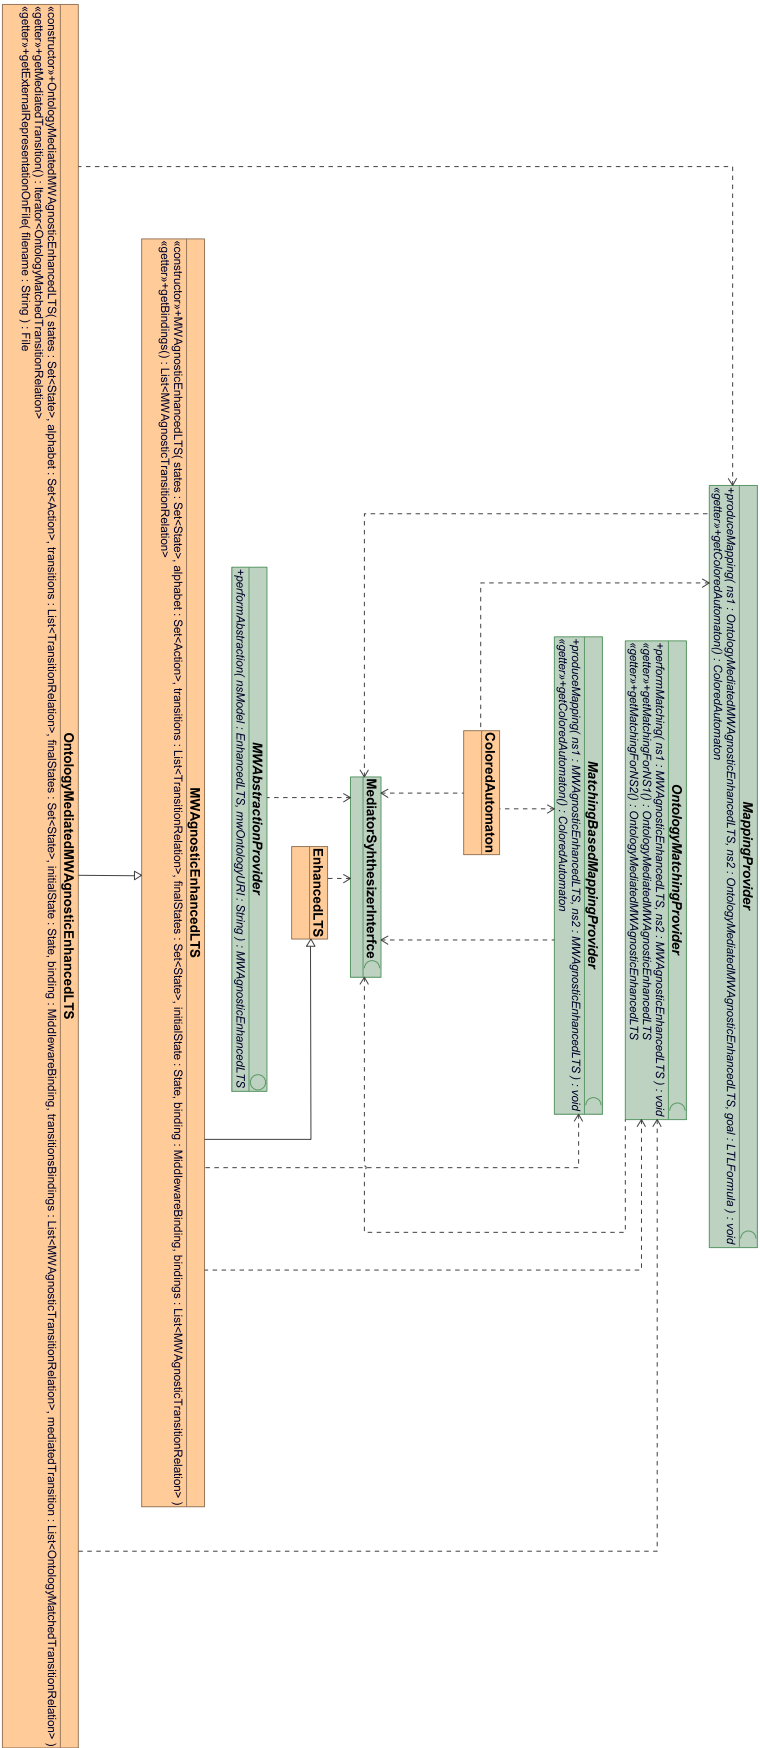 MappingProvider
+produceMapping( ns1 : OntologyMediatedMWAgnosticEnhancedLTS, ns2 : OntologyMediatedMWAgnosticEnhancedLTS, goal : LTLFormula ) : void
«getter»+getColoredAutomaton() : ColoredAutomaton
OntologyMatchingProvider
+performMatching( ns1 : MWAgnosticEnhancedLTS, ns2 : MWAgnosticEnhancedLTS ) : void
«getter»+getMatchingForNS1() : OntologyMediatedMWAgnosticEnhancedLTS
«getter»+getMatchingForNS2() : OntologyMediatedMWAgnosticEnhancedLTS
MatchingBasedMappingProvider
+produceMapping( ns1 : MWAgnosticEnhancedLTS, ns2 : MWAgnosticEnhancedLTS ) : void
«getter»+getColoredAutomaton() : ColoredAutomaton
ColoredAutomaton
MediatorSyhthesizerInterfce
EnhancedLTS
MWAbstractionProvider
+performAbstraction( nsModel : EnhancedLTS, mwOntologyURI : String ) : MWAgnosticEnhancedLTS
MWAgnosticEnhancedLTS
«constructor»+MWAgnosticEnhancedLTS( states : Set<State>, alphabet : Set<Action>, transitions : List<TransitionRelation>, finalStates : Set<State>, initialState : State, binding : MiddlewareBinding, bindings : List<MWAgnosticTransitionRelation> )
«getter»+getBindings() : List<MWAgnosticTransitionRelation>
OntologyMediatedMWAgnosticEnhancedLTS
«constructor»+OntologyMediatedMWAgnosticEnhancedLTS( states : Set<State>, alphabet : Set<Action>, transitions : List<TransitionRelation>, finalStates : Set<State>, initialState : State, binding : MiddlewareBinding, transitionsBindings : List<MWAgnosticTransitionRelation>, mediatedTransition : List<OntologyMatchedTransitionRelation> )
«getter»+getMediatedTransition() : Iterator<OntologyMatchedTransitionRelation>
«getter»+getExternalRepresentationOnFile( filename : String ) : File